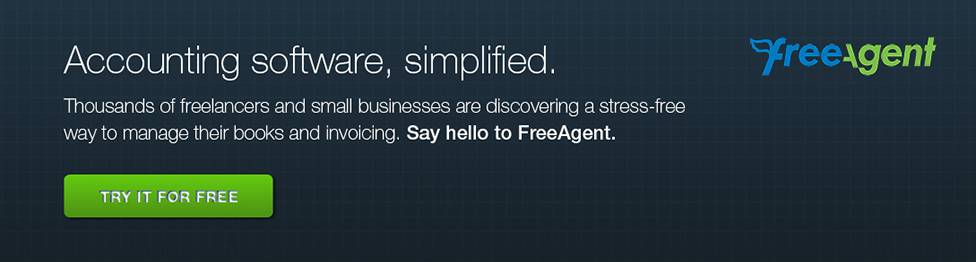 Accounting software, simplified.
freeAgent
Thousands of freelancers and small businesses are discovering a stress-free
way to manage their books and invoicing. Say hello to FreeAgent.
TRY IT FOR FREE